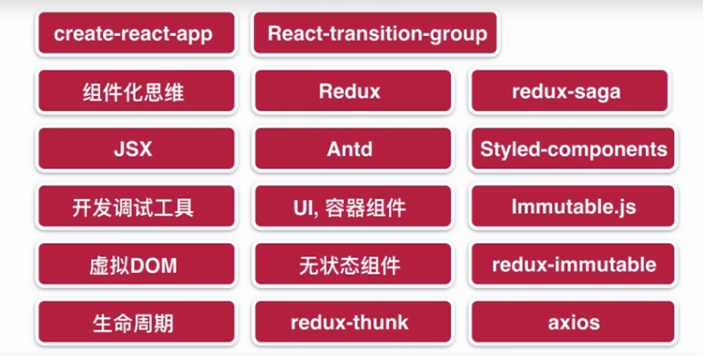 create-react-app
React-transition-group
组件化思维
Redux
redux-saga
JSX
Antd
Styled-components
开发调试工具
UI, 容器组件
Immutable.js
虚拟DOM
无状态组件
redux-immutable
生命周期
redux-thunk
axios